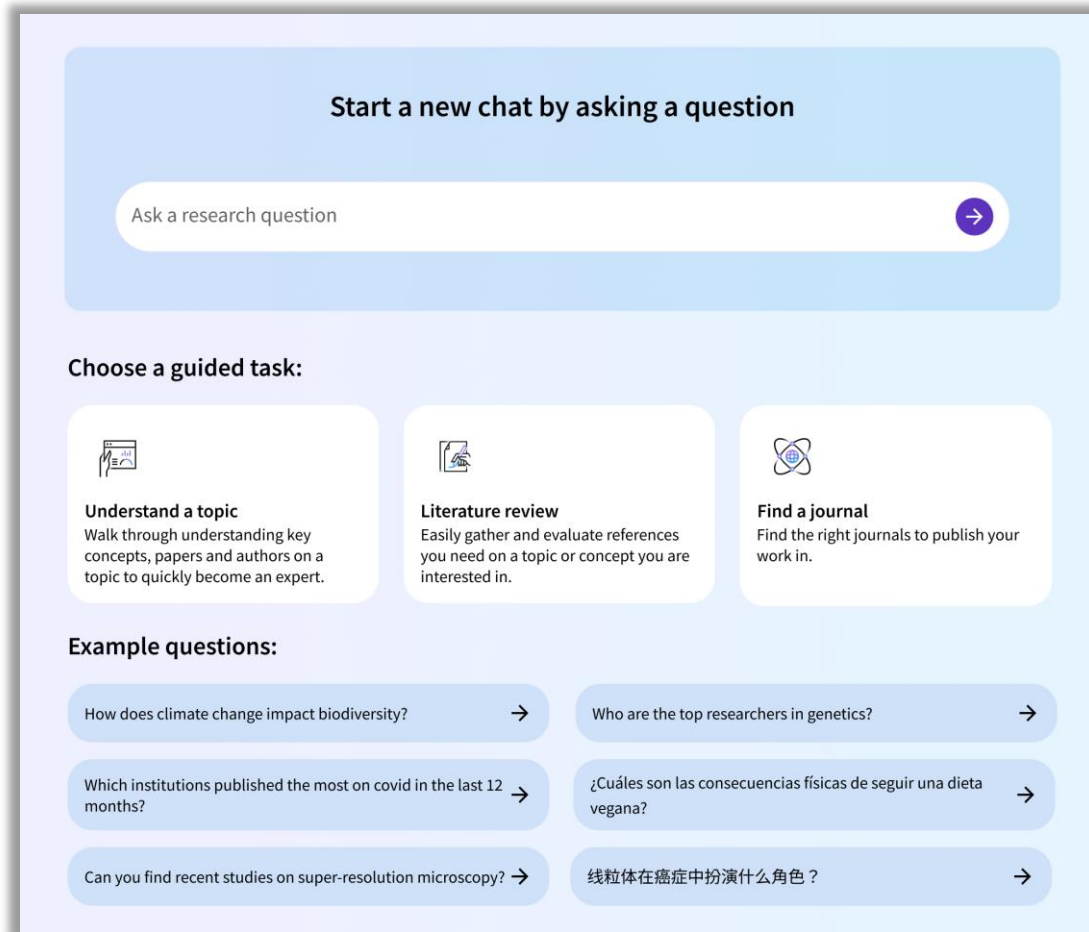 Start a new chat by asking a question
Ask a research question
Choose a guided task:
Understand a topic
Walk through understanding key
concepts, papers and authors on a
topic to quickly become an expert.
Literature review
Easily gather and evaluate references
you need on a topic or concept you are
interested in.
Find a journal
Find the right journals to publish your
work in.
Example questions:
How does climate change impact biodiversity?
Who are the top researchers in genetics?
Which institutions published the most on covid in the last 12
months?
¿Cuáles son las consecuencias físicas de seguir una dieta
vegana?
Can you find recent studies on super-resolution microscopy?
线粒体在癌症中扮演什么角色？